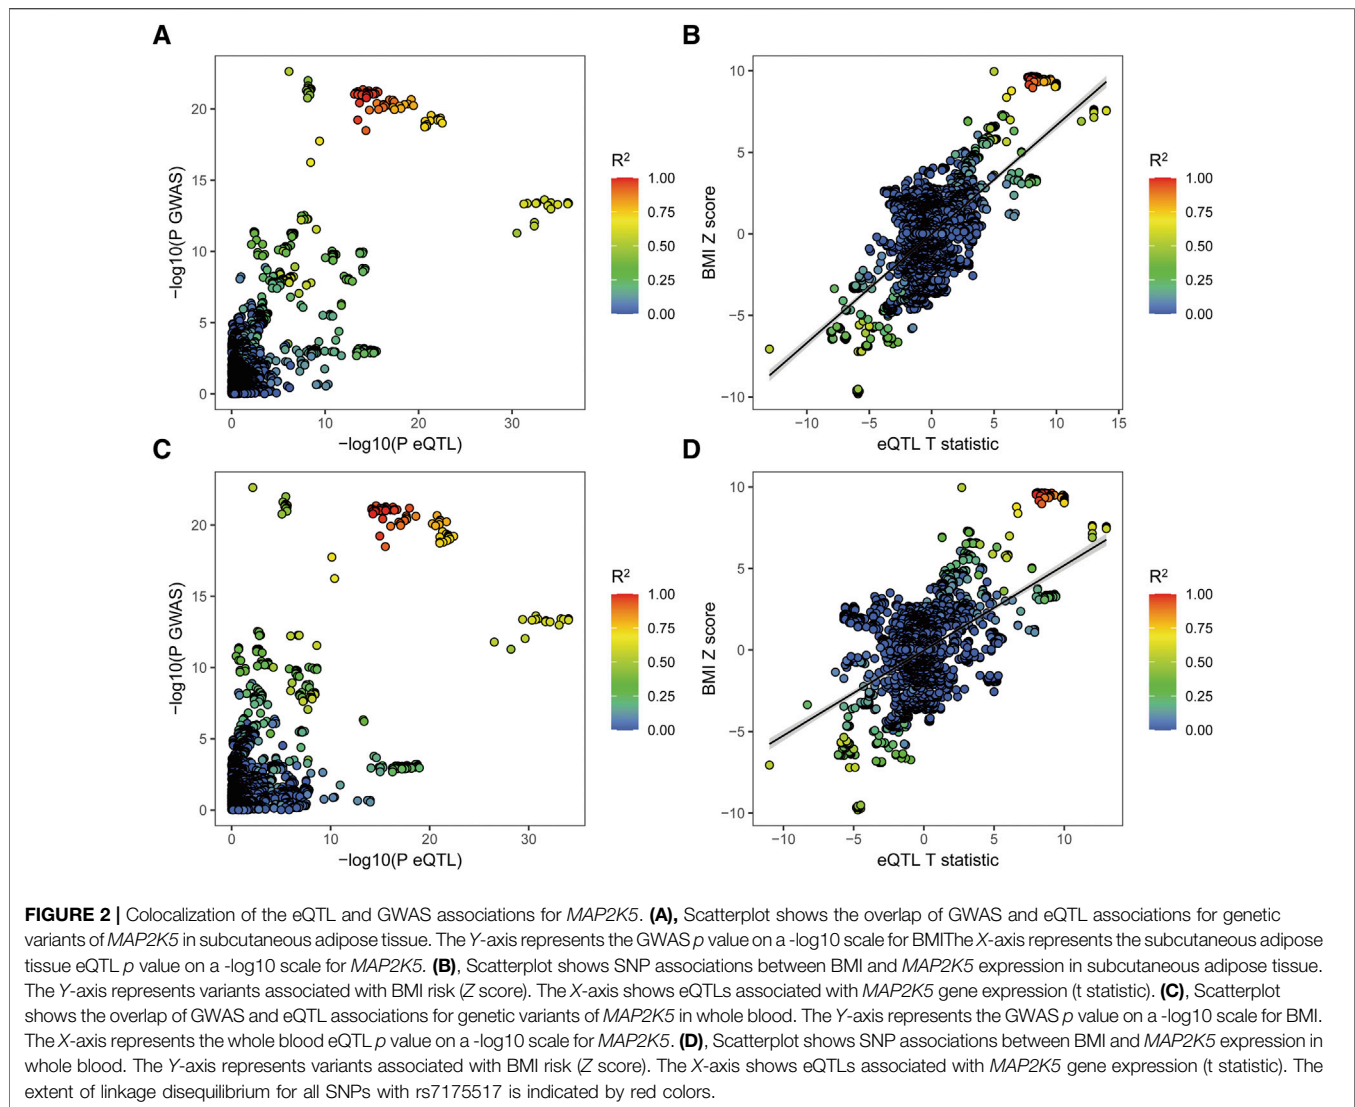 A
−log10(P GWAS)
20
15
10
5
0
0 10 20 30
−log10(P eQTL)
R²
1.00
0.75
0.50
0.25
0.00
B
BMI Z score
10
5
0
−5
−10
−10 −5 0 5 10 15
eQTL T statistic
R²
1.00
0.75
0.50
0.25
0.00
C
−log10(P GWAS)
20
15
10
5
0
0 10 20 30
−log10(P eQTL)
R²
1.00
0.75
0.50
0.25
0.00
D
BMI Z score
10
5
0
−5
−10
−10 −5 0 5 10
eQTL T statistic
R²
1.00
0.75
0.50
0.25
0.00
FIGURE 2 | Colocalization of the eQTL and GWAS associations for MAP2K5. (A), Scatterplot shows the overlap of GWAS and eQTL associations for genetic
variants of MAP2K5 in subcutaneous adipose tissue. The Y-axis represents the GWAS p value on a -log10 scale for BMIThe X-axis represents the subcutaneous adipose
tissue eQTL p value on a -log10 scale for MAP2K5. (B), Scatterplot shows SNP associations between BMI and MAP2K5 expression in subcutaneous adipose tissue.
The Y-axis represents variants associated with BMI risk (Z score). The X-axis shows eQTLs associated with MAP2K5 gene expression (t statistic). (C), Scatterplot
shows the overlap of GWAS and eQTL associations for genetic variants of MAP2K5 in whole blood. The Y-axis represents the GWAS p value on a -log10 scale for BMI.
The X-axis represents the whole blood eQTL p value on a -log10 scale for MAP2K5. (D), Scatterplot shows SNP associations between BMI and MAP2K5 expression in
whole blood. The Y-axis represents variants associated with BMI risk (Z score). The X-axis shows eQTLs associated with MAP2K5 gene expression (t statistic). The
extent of linkage disequilibrium for all SNPs with rs7175517 is indicated by red colors.